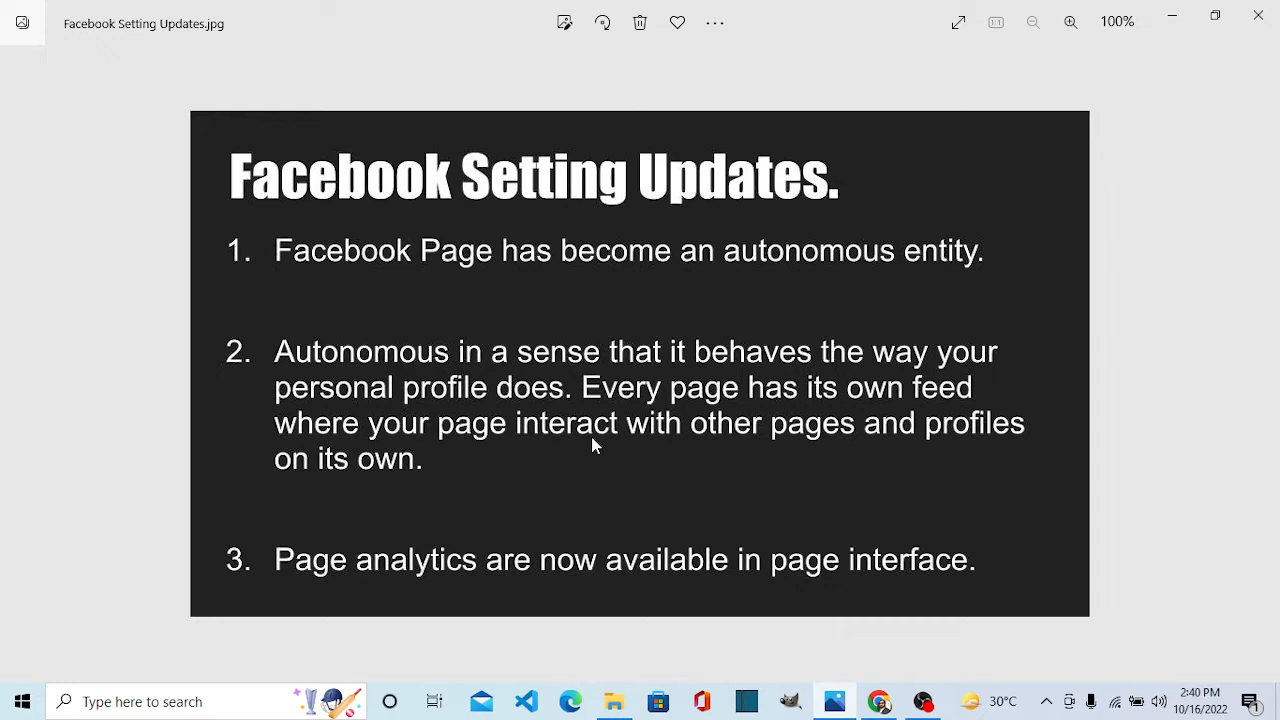 Facebook Setting Updates.jpg
100%
Facebook Setting Updates.
1. Facebook Page has become an autonomous entity.
2. Autonomous in a sense that it behaves the way your
personal profile does. Every page has its own feed
where your page interact with other pages and profiles
on its own.
3. Page analytics are now available in page interface.
Type here to search
30°C
2:40 PM
10/16/2022
1